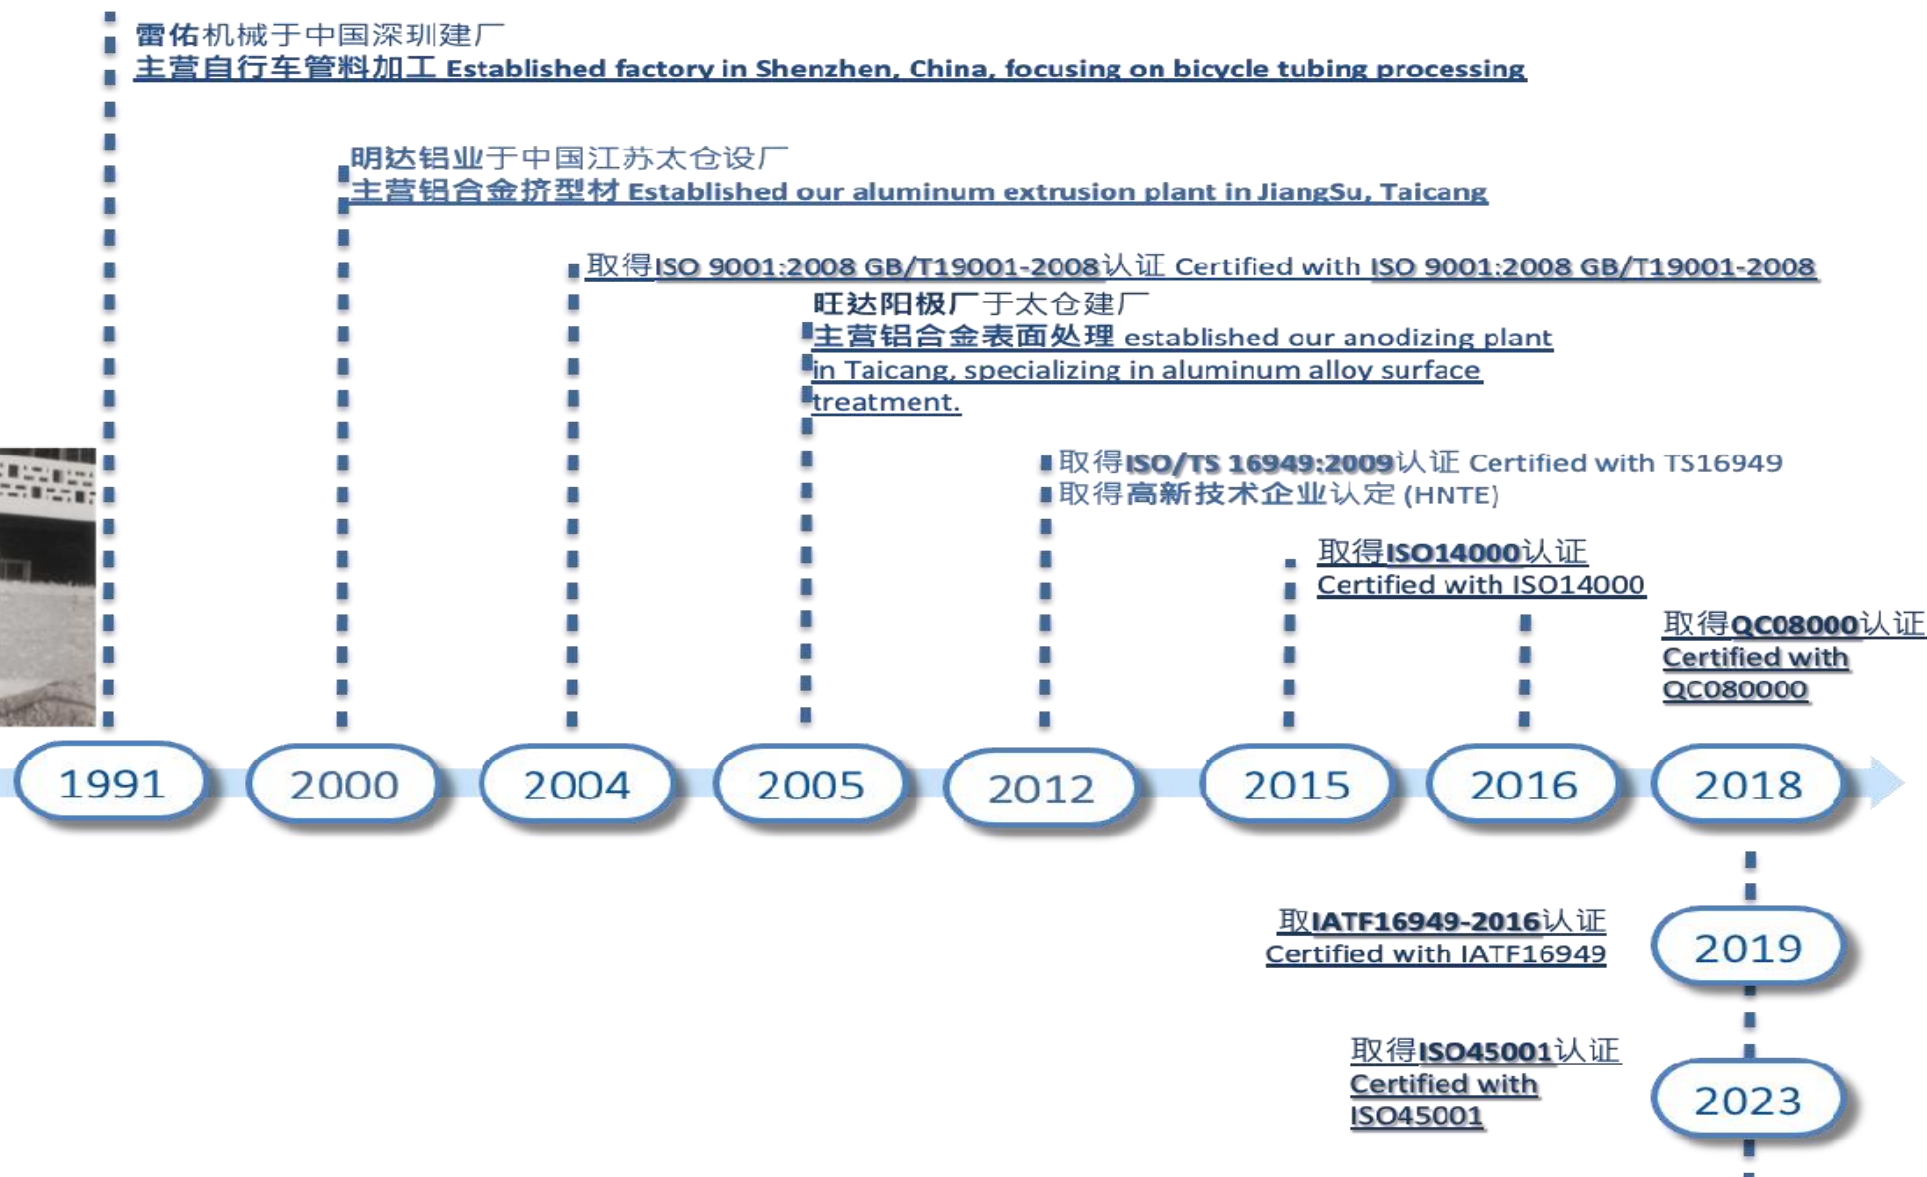 雷佑机械于中国深圳建厂
主营自行车管料加工 Established factory in Shenzhen, China, focusing on bicycle tubing processing
明达铝业于中国江苏太仓设厂
主营铝合金挤型材 Established our aluminum extrusion plant in JiangSu, Taicang
取得ISO 9001:2008 GB/T19001-2008认证 Certified with ISO 9001:2008 GB/T19001-2008
旺达阳极厂于太仓建厂
主营铝合金表面处理 established our anodizing plant
in Taicang, specializing in aluminum alloy surface
treatment.
取得ISO/TS 16949:2009认证 Certified with TS16949
取得高新技术企业认定 (HNTE)
取得ISO14000认证
Certified with ISO14000
取得QC08000认证
Certified with
QC080000
1991
2000
2004
2005
2012
2015
2016
2018
取IATF16949-2016认证
Certified with IATF16949
2019
取得ISO45001认证
Certified with
ISO45001
2023